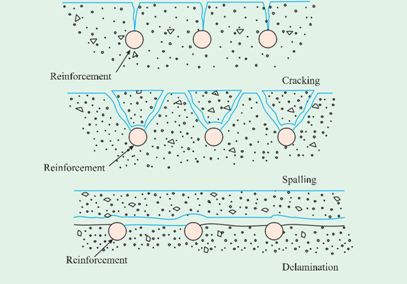 Reinforcement
Cracking
Reinforcement
Spalling
Reinforcement
Delamination